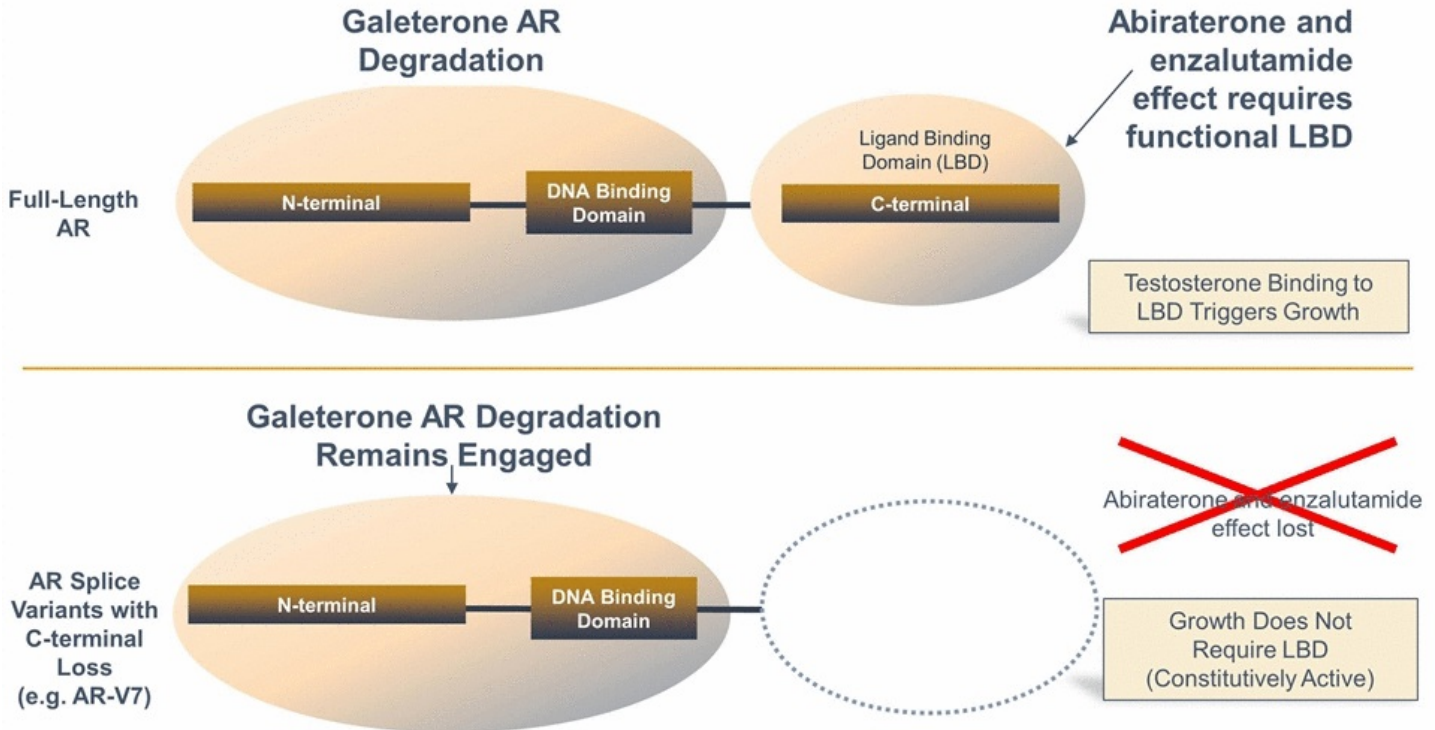 Galeterone AR
Degradation
Abiraterone and
enzalutamide
effect requires
functional LBD
Ligand Binding
Domain (LBD)
Full-Length
AR
N-terminal
DNA Binding
Domain
C-terminal
Testosterone Binding to
LBD Triggers Growth
Galeterone AR Degradation
Remains Engaged
Abiraterone and enzalutamide
effect lost
AR Splice
Variants with
C-terminal
Loss
(e.g. AR-V7)
N-terminal
DNA Binding
Domain
Growth Does Not
Require LBD
(Constitutively Active)